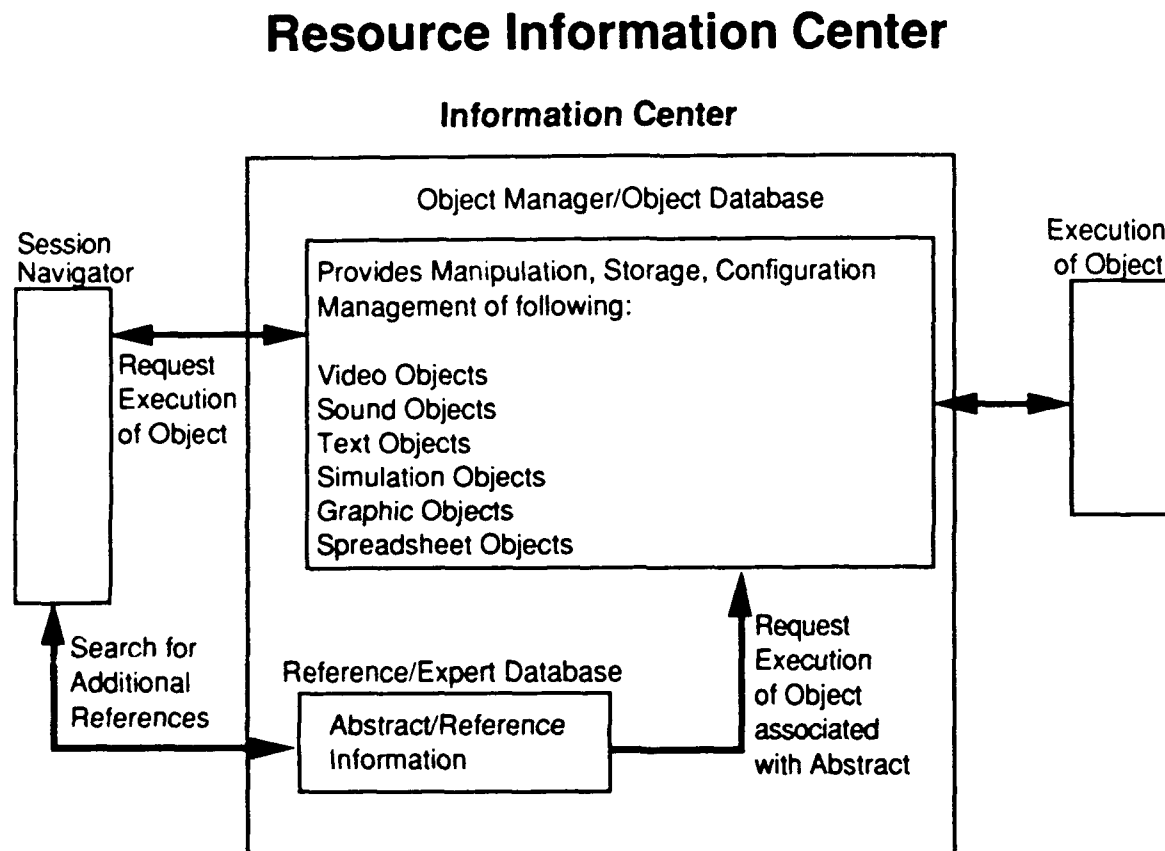 Resource Information Center
Information Center
Object Manager/Object Database
Session
Navigator
Provides Manipulation, Storage, Configuration
Management of following:
Video Objects
Sound Objects
Text Objects
Simulation Objects
Graphic Objects
Spreadsheet Objects
Execution
of Object
Request
Execution
of Object
Search for
Additional
References
Reference/Expert Database
Abstract/Reference
Information
Request
Execution
of Object
associated
with Abstract